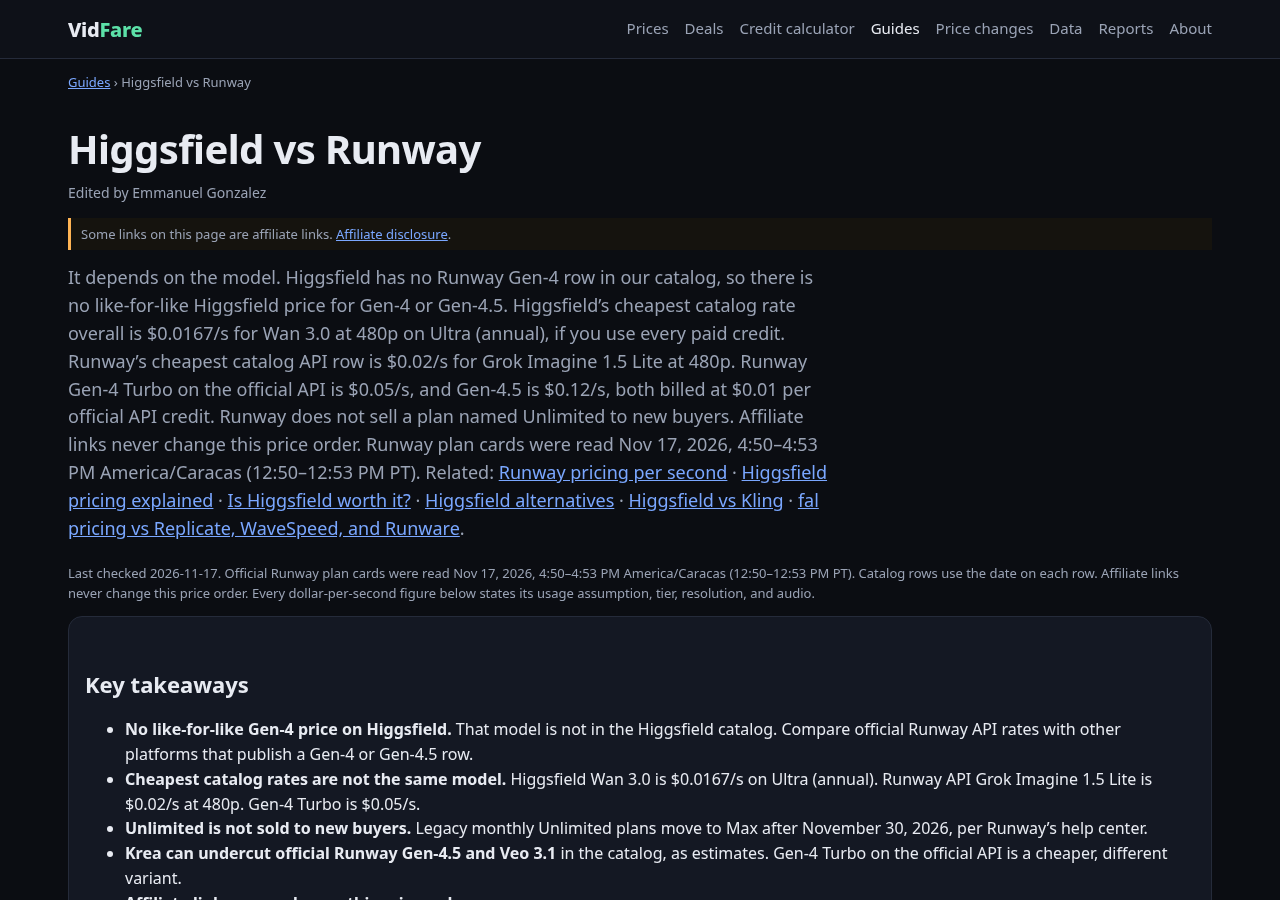 VidFare
Prices Deals Credit calculator Guides Price changes Data Reports About
Guides › Higgsfield vs Runway
Higgsfield vs Runway
Edited by Emmanuel Gonzalez
Some links on this page are affiliate links. Affiliate disclosure.
It depends on the model. Higgsfield has no Runway Gen-4 row in our catalog, so there is
no like-for-like Higgsfield price for Gen-4 or Gen-4.5. Higgsfield’s cheapest catalog rate
overall is $0.0167/s for Wan 3.0 at 480p on Ultra (annual), if you use every paid credit.
Runway’s cheapest catalog API row is $0.02/s for Grok Imagine 1.5 Lite at 480p. Runway
Gen-4 Turbo on the official API is $0.05/s, and Gen-4.5 is $0.12/s, both billed at $0.01 per
official API credit. Runway does not sell a plan named Unlimited to new buyers. Affiliate
links never change this price order. Runway plan cards were read Nov 17, 2026, 4:50–4:53
PM America/Caracas (12:50–12:53 PM PT). Related: Runway pricing per second · Higgsfield
pricing explained · Is Higgsfield worth it? · Higgsfield alternatives · Higgsfield vs Kling · fal
pricing vs Replicate, WaveSpeed, and Runware.
Last checked 2026-11-17. Official Runway plan cards were read Nov 17, 2026, 4:50–4:53 PM America/Caracas (12:50–12:53 PM PT). Catalog rows use the date on each row. Affiliate links
never change this price order. Every dollar-per-second figure below states its usage assumption, tier, resolution, and audio.
Key takeaways
• No like-for-like Gen-4 price on Higgsfield. That model is not in the Higgsfield catalog. Compare official Runway API rates with other
platforms that publish a Gen-4 or Gen-4.5 row.
• Cheapest catalog rates are not the same model. Higgsfield Wan 3.0 is $0.0167/s on Ultra (annual). Runway API Grok Imagine 1.5 Lite is
$0.02/s at 480p. Gen-4 Turbo is $0.05/s.
• Unlimited is not sold to new buyers. Legacy monthly Unlimited plans move to Max after November 30, 2026, per Runway’s help center.
• Krea can undercut official Runway Gen-4.5 and Veo 3.1 in the catalog, as estimates. Gen-4 Turbo on the official API is a cheaper, different
variant.